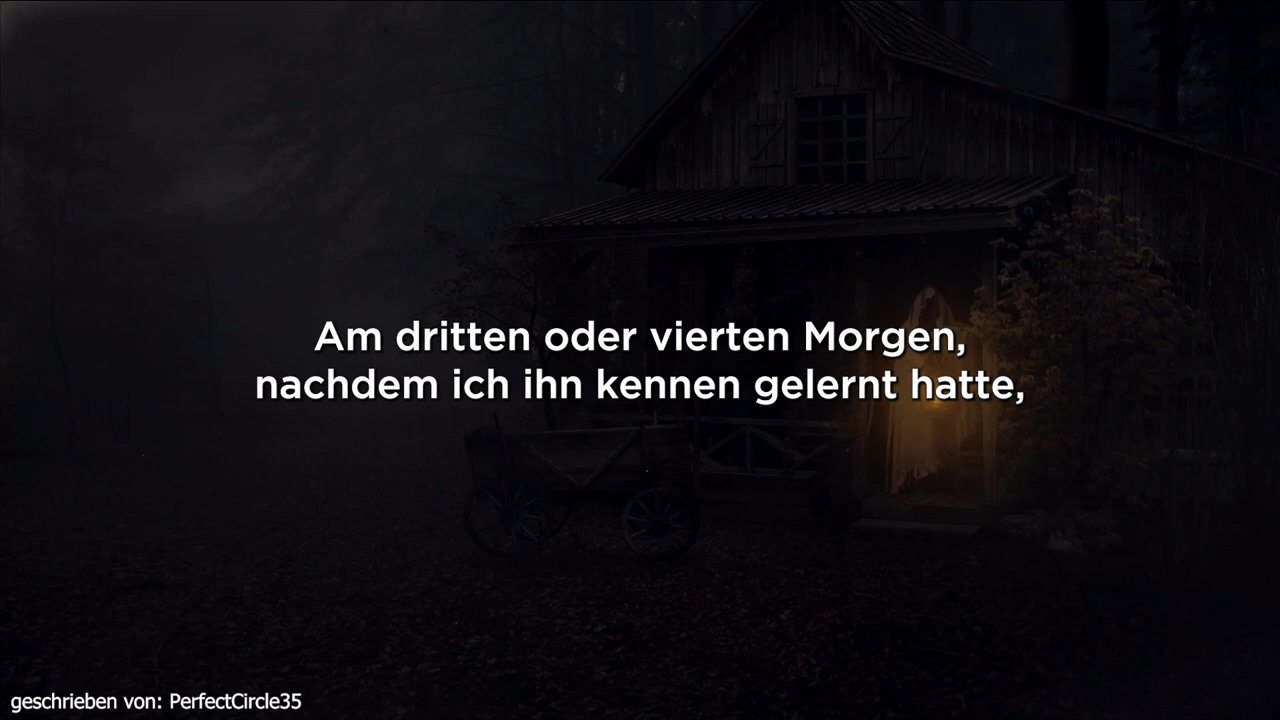 Am dritten oder vierten Morgen,
nachdem ich ihn kennen gelernt hatte,
geschrieben von: PerfectCircle35